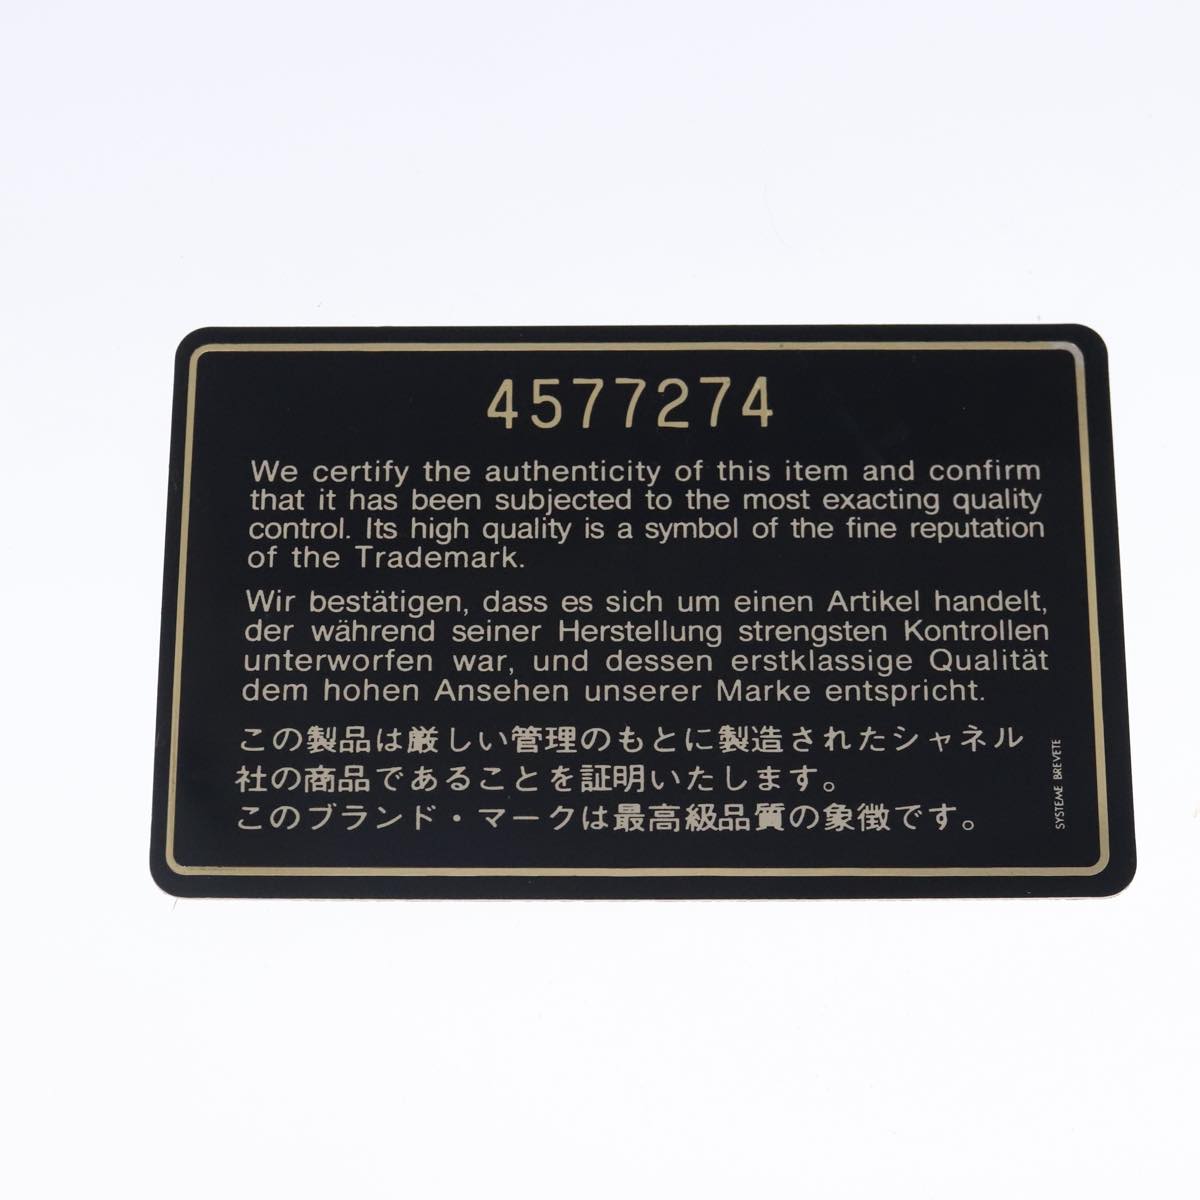 4577274
We certify the authenticity of this item and confirm
that it has been subjected to the most exacting quality
control. Its high quality is a symbol of the fine reputation
of the Trademark.
Wir bestätigen, dass es sich um einen Artikel handelt,
der während seiner Herstellung strengsten Kontrollen
unterworfen war, und dessen erstklassige Qualität
dem hohen Ansehen unserer Marke entspricht.
この製品は厳しい管理のもとに製造されたシャネル
社の商品であることを証明いたします。
このブランド・マークは最高級品質の象徴です。
SYSTEME BREVETE